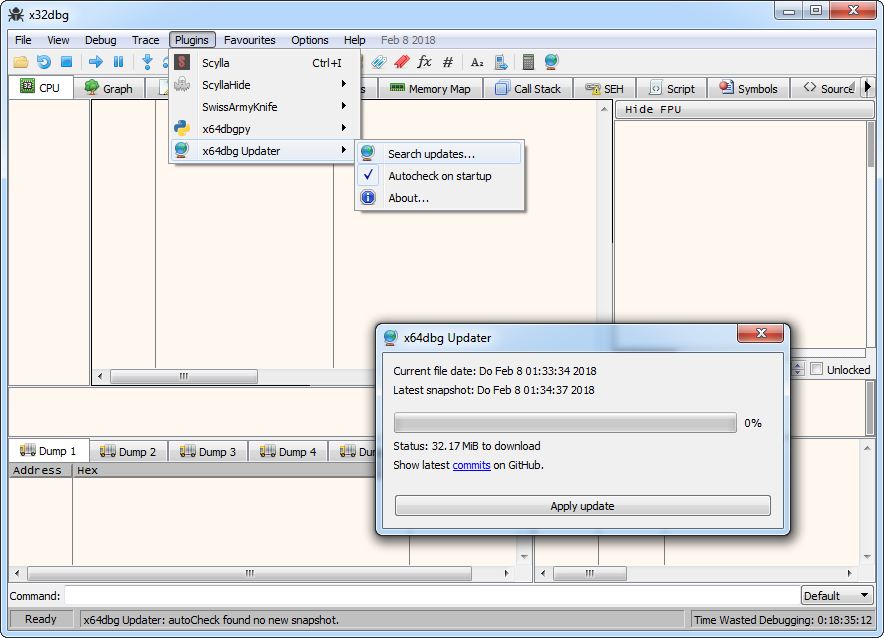 x32dbg
File View Debug Trace Plugins Favourites Options Help Feb 8 2018
Scylla Ctrl+I
ScyllaHide
SwissArmyKnife
x64dbgpy
x64dbg Updater
Search updates...
Autocheck on startup
About...
CPU Graph Memory Map Call Stack SEH Script Symbols Source
Hide FPU
x64dbg Updater
Current file date: Do Feb 8 01:33:34 2018
Latest snapshot: Do Feb 8 01:34:37 2018
0%
Status: 32.17 MiB to download
Show latest commits on GitHub.
Apply update
Unlocked
Dump 1 Dump 2 Dump 3 Dump 4
Address Hex
Command: Default
Ready x64dbg Updater: autoCheck found no new snapshot. Time Wasted Debugging: 0:18:35:12